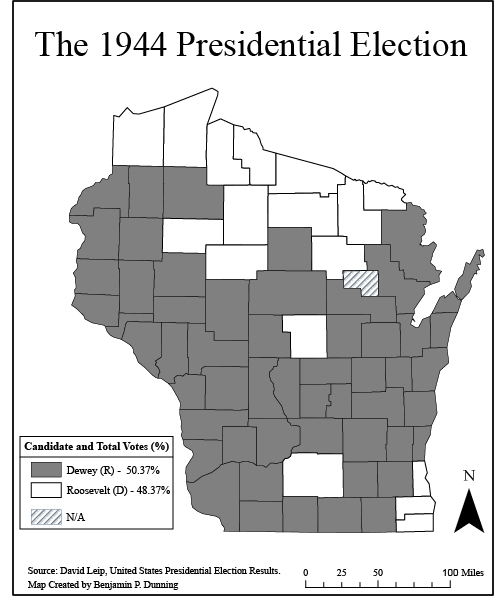 The 1944 Presidential Election
Candidate and Total Votes (%)
Dewey (R) - 50.37%
Roosevelt (D) - 48.37%
N/A
N
Source: David Leip, United States Presidential Election Results.
Map Created by Benjamin P. Dunning
0 25 50 100 Miles